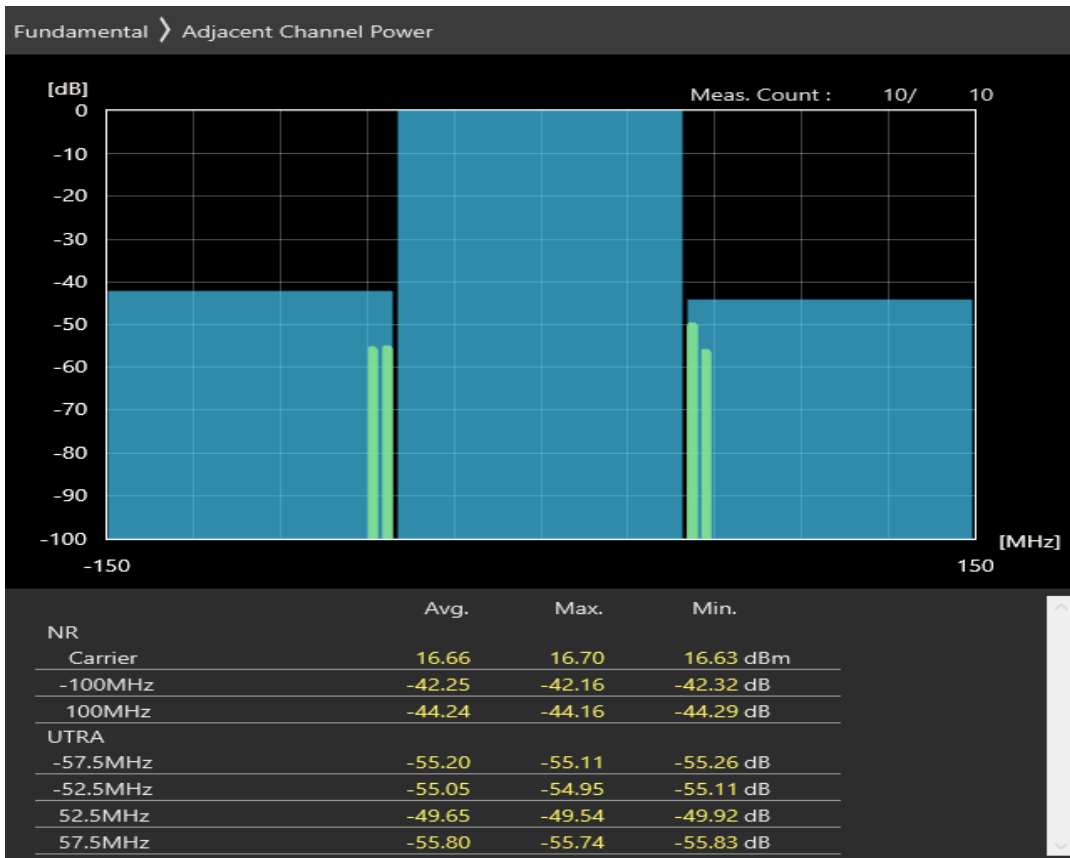 Fundamental 〉 Adjacent Channel Power
[dB]
Meas. Count : 10/ 10
0
-10
-20
-30
-40
-50
-60
-70
-80
-90
-100
[MHz]
-150 150
Avg. Max. Min.
NR
Carrier 16.66 16.70 16.63 dBm
-100MHz -42.25 -42.16 -42.32 dB
100MHz -44.24 -44.16 -44.29 dB
UTRA
-57.5MHz -55.20 -55.11 -55.26 dB
-52.5MHz -55.05 -54.95 -55.11 dB
52.5MHz -49.65 -49.54 -49.92 dB
57.5MHz -55.80 -55.74 -55.83 dB